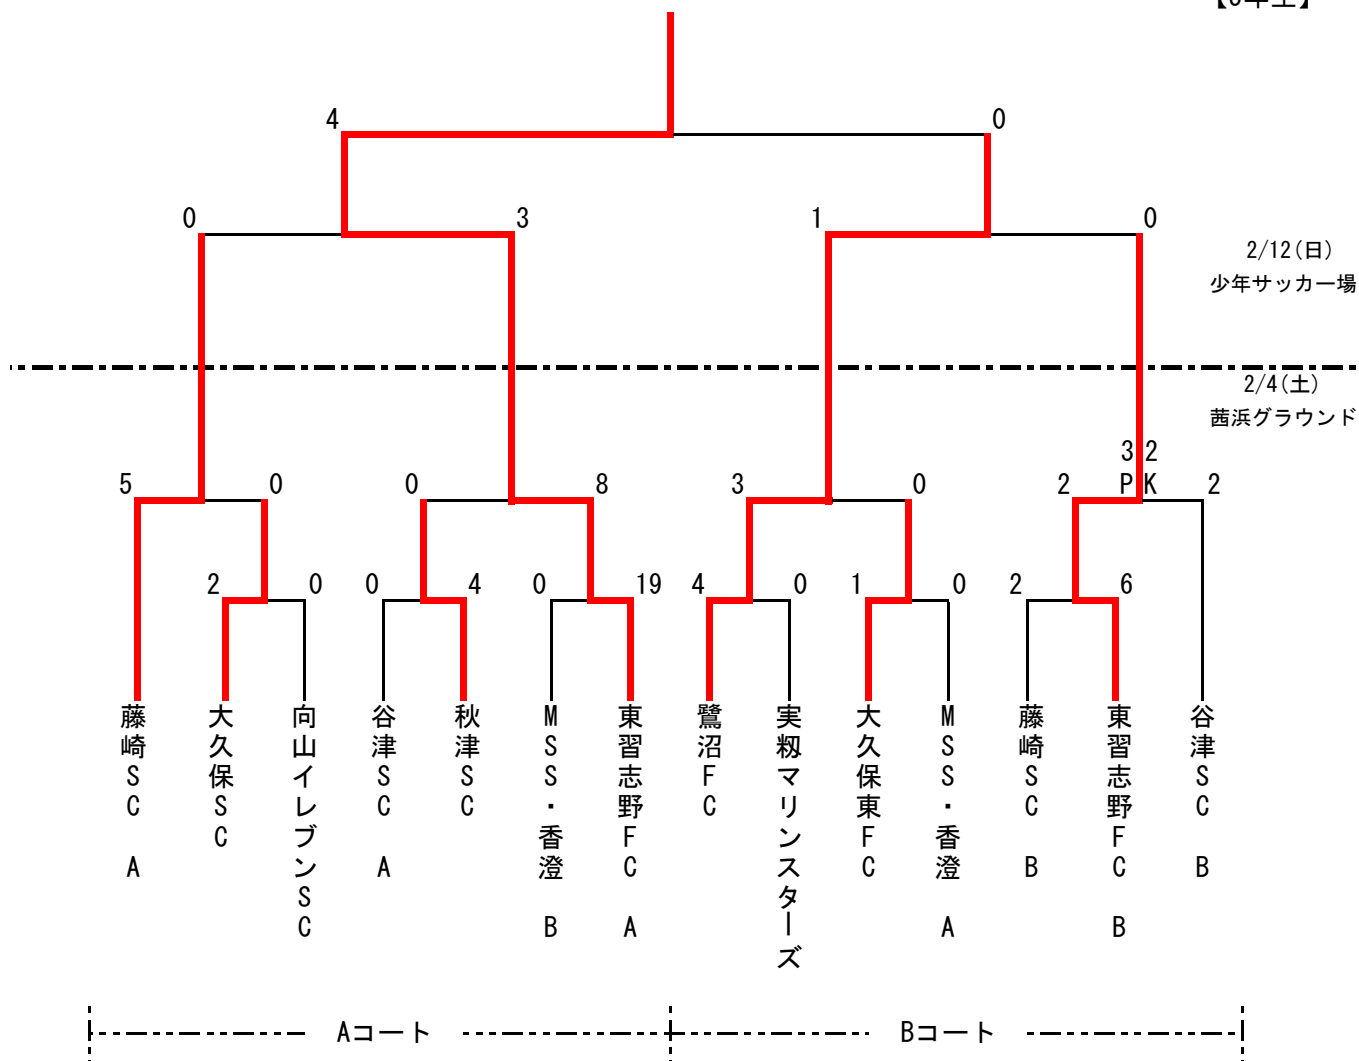 4 0
0 3 1 0
2/12(日)
少年サッカー場
2/4(土)
茜浜グラウンド
3 2
5 0 0 8 3 0 2 P K 2
2 0 0 4 0 19 4 0 1 0 2 6
藤崎SC A
大久保SC
向山イレブンSC
谷津SC A
秋津SC
MSS・香澄 B
東習志野FC A
鷺沼FC
実籾マリンスターズ
大久保東FC
MSS・香澄 A
藤崎SC B
東習志野FC B
谷津SC B
Aコート Bコート